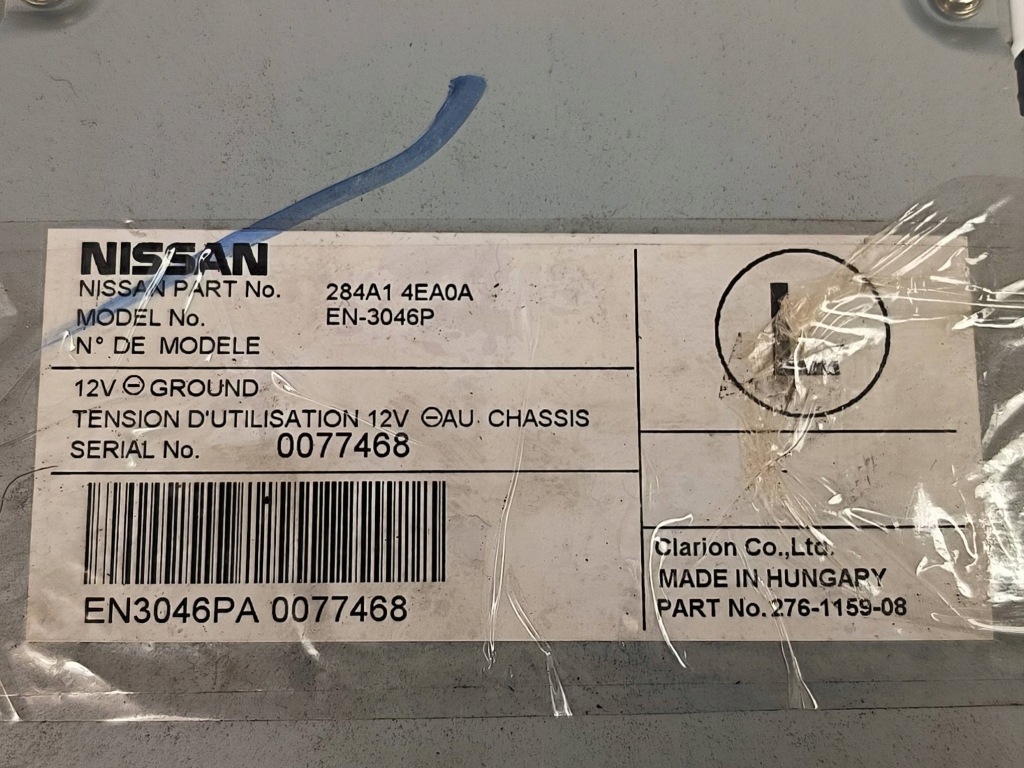 NISSAN
NISSAN PART No. 284A1 4EA0A
MODEL No. EN-3046P
N° DE MODELE
12V ⊖ GROUND
TENSION D'UTILISATION 12V ⊖AU CHASSIS
SERIAL No. 0077468
EN3046PA 0077468
L
Clarion Co.,Ltd.
MADE IN HUNGARY
PART No. 276-1159-08